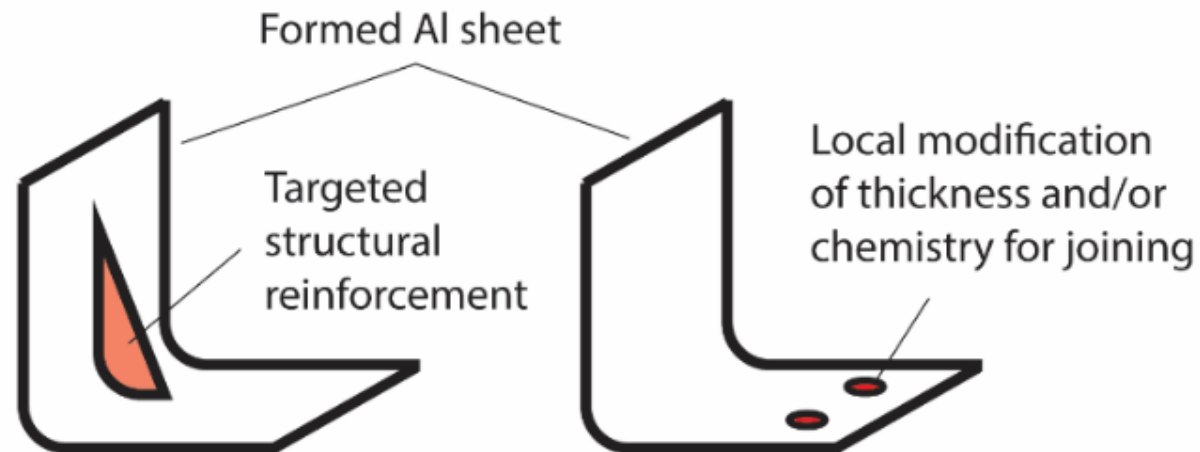 Formed Al sheet
Targeted
structural
reinforcement
Local modification
of thickness and/or
chemistry for joining